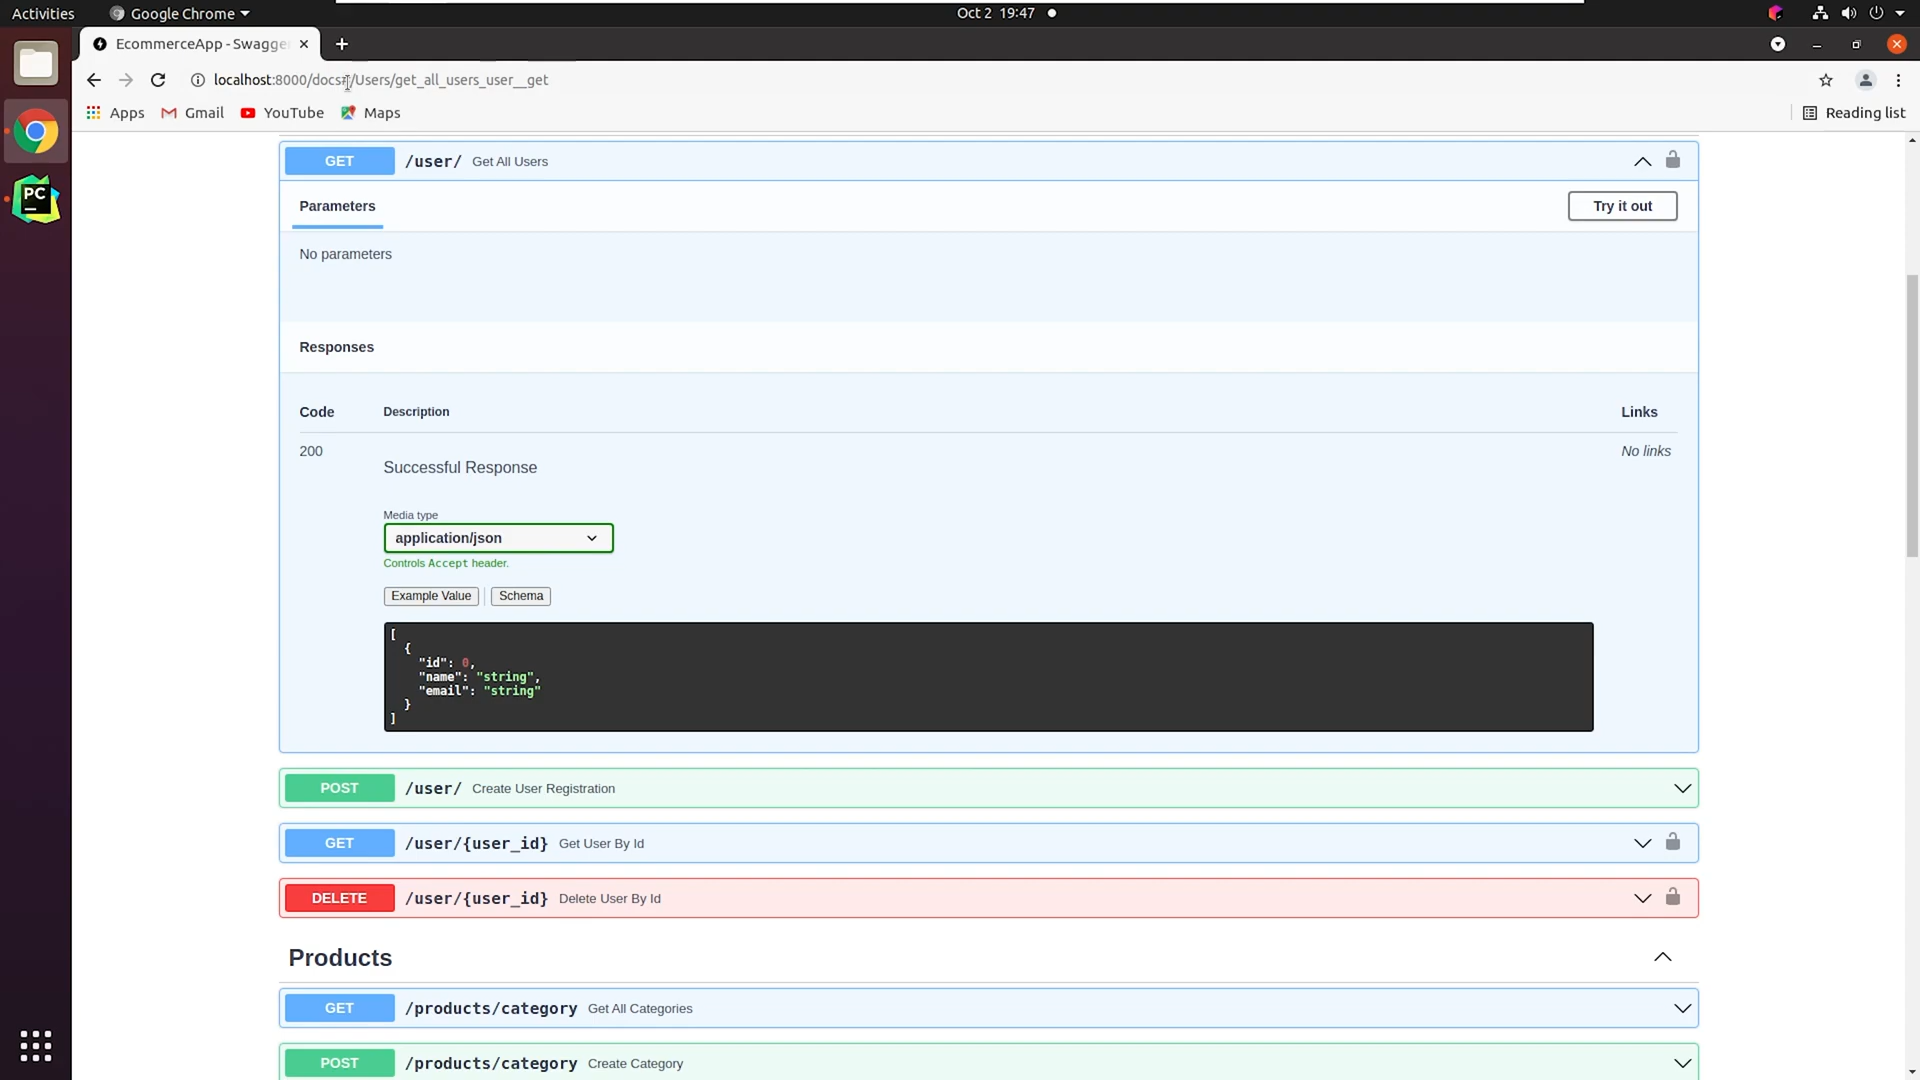 Activities
Google Chrome
Oct 2 19:47
EcommerceApp - Swagge
localhost:8000/docs#/Users/get_all_users_user__get
Apps
Gmail
YouTube
Maps
Reading list
GET /user/ Get All Users
Parameters
Try it out
No parameters
Responses
Code Description Links
200 No links
Successful Response
Media type
application/json
Controls Accept header.
Example Value Schema
[
{
"id": 0,
"name": "string",
"email": "string"
}
]
POST /user/ Create User Registration
GET /user/{user_id} Get User By Id
DELETE /user/{user_id} Delete User By Id
Products
GET /products/category Get All Categories
POST /products/category Create Category
PC